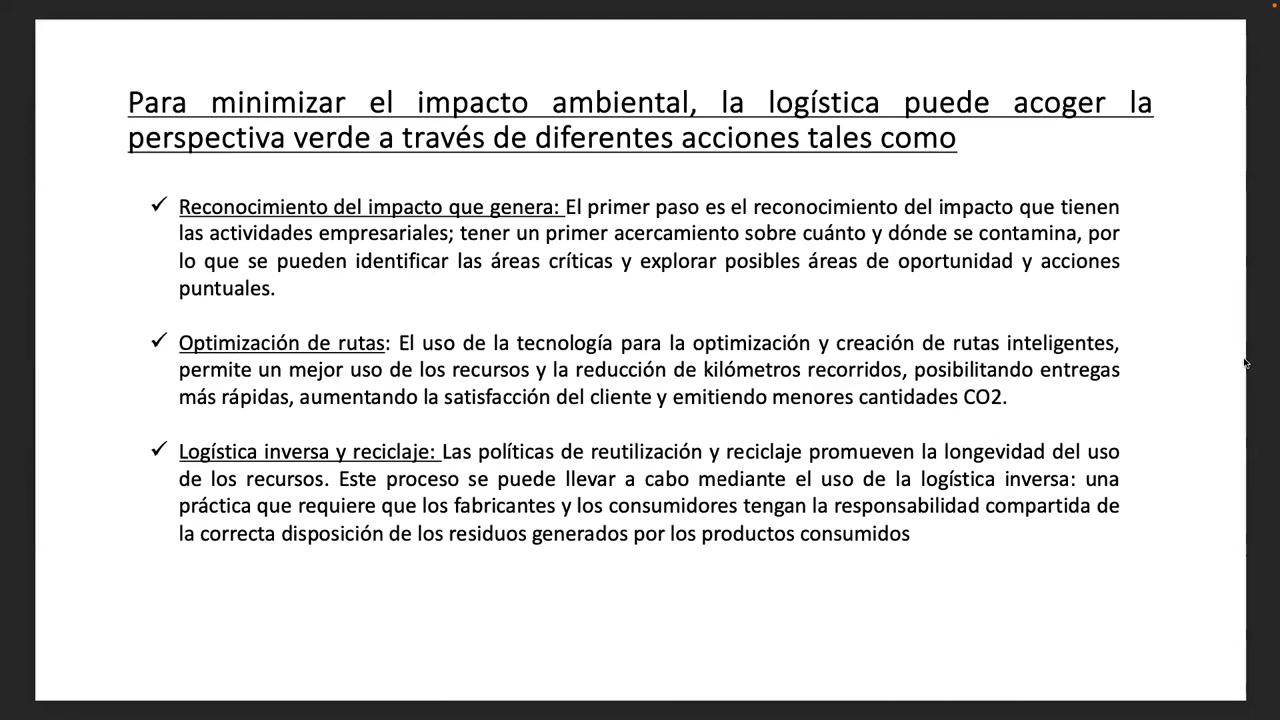 Para minimizar el impacto ambiental, la logística puede acoger la
perspectiva verde a través de diferentes acciones tales como
✓ Reconocimiento del impacto que genera: El primer paso es el reconocimiento del impacto que tienen
las actividades empresariales; tener un primer acercamiento sobre cuánto y dónde se contamina, por
lo que se pueden identificar las áreas críticas y explorar posibles áreas de oportunidad y acciones
puntuales.
✓ Optimización de rutas: El uso de la tecnología para la optimización y creación de rutas inteligentes,
permite un mejor uso de los recursos y la reducción de kilómetros recorridos, posibilitando entregas
más rápidas, aumentando la satisfacción del cliente y emitiendo menores cantidades CO2.
✓ Logística inversa y reciclaje: Las políticas de reutilización y reciclaje promueven la longevidad del uso
de los recursos. Este proceso se puede llevar a cabo mediante el uso de la logística inversa: una
práctica que requiere que los fabricantes y los consumidores tengan la responsabilidad compartida de
la correcta disposición de los residuos generados por los productos consumidos